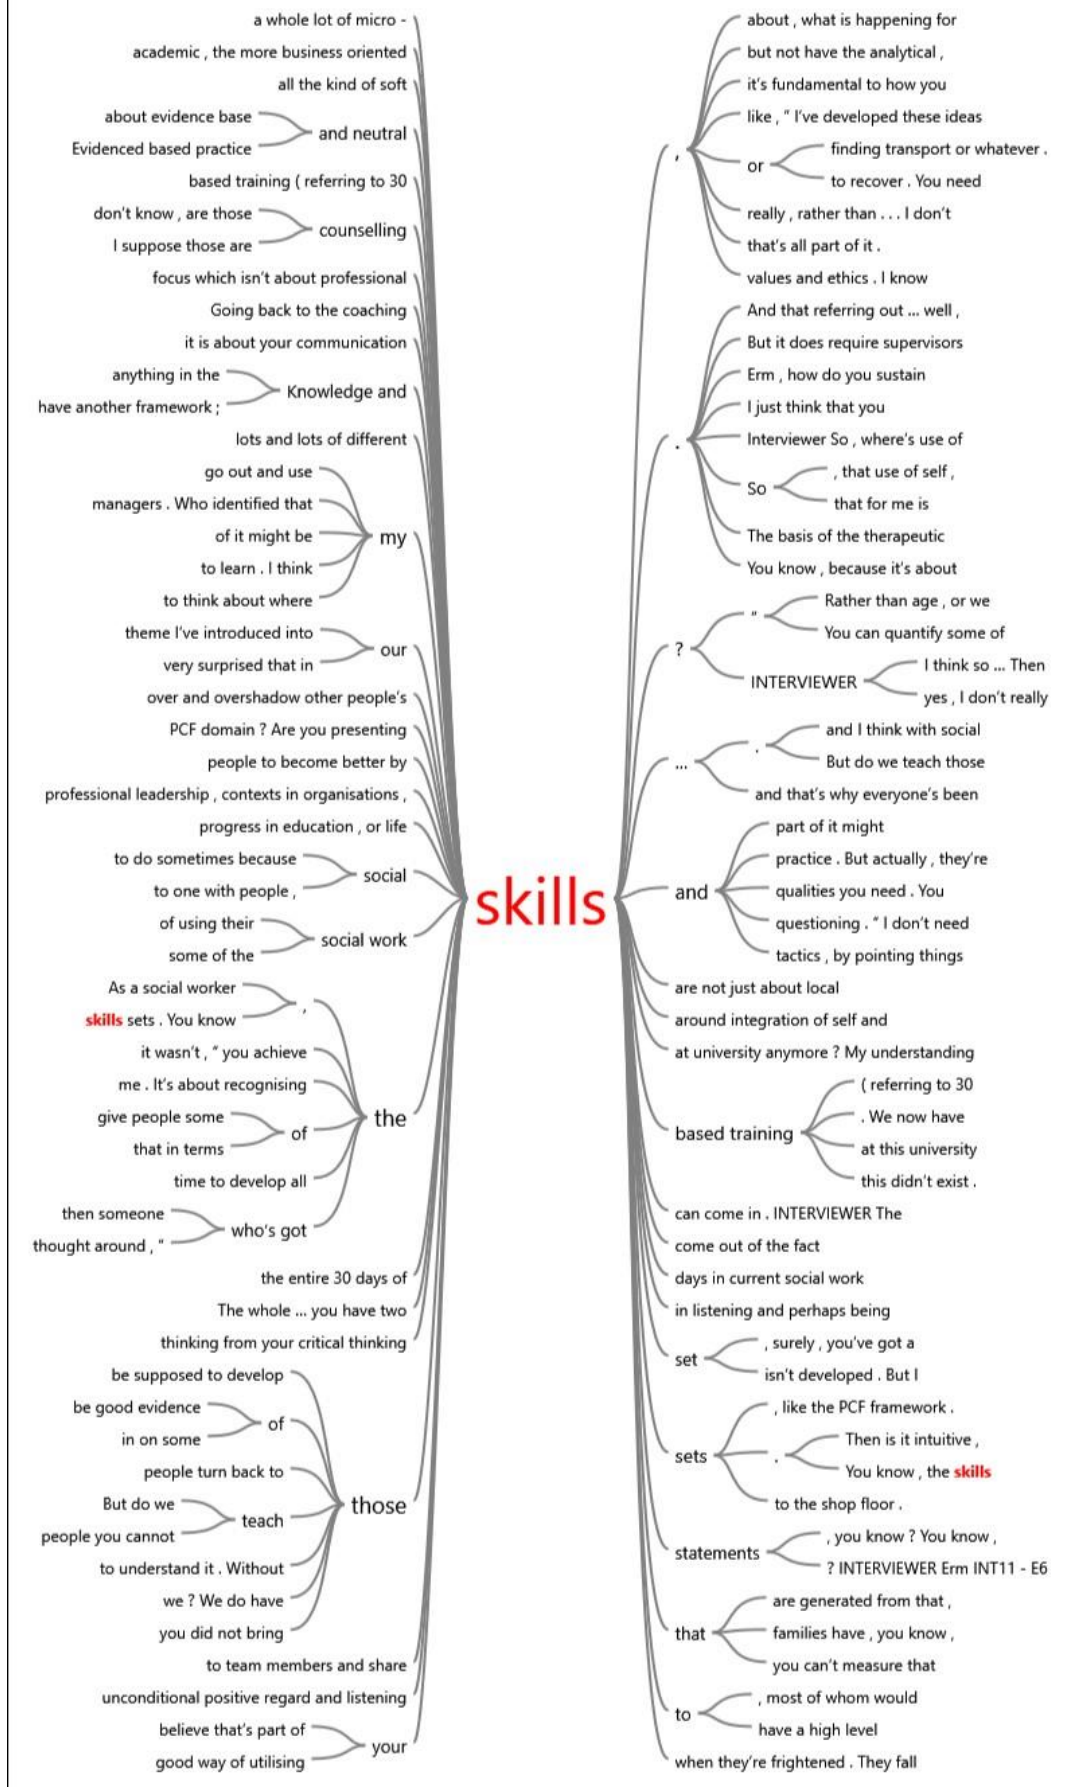 a whole lot of micro -
academic , the more business oriented
all the kind of soft
about evidence base
Evidenced based practice
and neutral
based training ( referring to 30
don't know , are those
I suppose those are
counselling
focus which isn't about professional
Going back to the coaching
it is about your communication
anything in the
have another framework ;
Knowledge and
lots and lots of different
go out and use
managers . Who identified that
of it might be
to learn . I think
to think about where
my
theme I've introduced into
very surprised that in
our
over and overshadow other people's
PCF domain ? Are you presenting
people to become better by
professional leadership , contexts in organisations ,
progress in education , or life
to do sometimes because
to one with people ,
social
of using their
some of the
social work
As a social worker
skills sets . You know
,
it wasn't , " you achieve
me . It's about recognising
give people some
that in terms
of
time to develop all
then someone
thought around , "
who's got
the
the entire 30 days of
The whole ... you have two
thinking from your critical thinking
be supposed to develop
be good evidence
in on some
of
people turn back to
But do we
people you cannot
teach
to understand it . Without
we ? We do have
you did not bring
those
to team members and share
unconditional positive regard and listening
believe that's part of
good way of utilising
your
skills
,
about , what is happening for
but not have the analytical ,
it's fundamental to how you
like , " I've developed these ideas
or
finding transport or whatever .
to recover . You need
really , rather than . . . I don't
that's all part of it .
values and ethics . I know
.
And that referring out ... well ,
But it does require supervisors
Erm , how do you sustain
I just think that you
Interviewer So , where's use of
So
, that use of self ,
that for me is
The basis of the therapeutic
You know , because it's about
?
"
Rather than age , or we
You can quantify some of
INTERVIEWER
I think so ... Then
yes , I don't really
...
.
and I think with social
But do we teach those
and that's why everyone's been
and
part of it might
practice . But actually , they're
qualities you need . You
questioning . " I don't need
tactics , by pointing things
are not just about local
around integration of self and
at university anymore ? My understanding
based training
( referring to 30
. We now have
at this university
this didn't exist .
can come in . INTERVIEWER The
come out of the fact
days in current social work
in listening and perhaps being
set
, surely , you've got a
isn't developed . But I
sets
, like the PCF framework .
.
Then is it intuitive ,
You know , the skills
to the shop floor .
statements
, you know ? You know ,
? INTERVIEWER Erm INT11 - E6
that
are generated from that ,
families have , you know ,
you can't measure that
to
, most of whom would
have a high level
when they're frightened . They fall